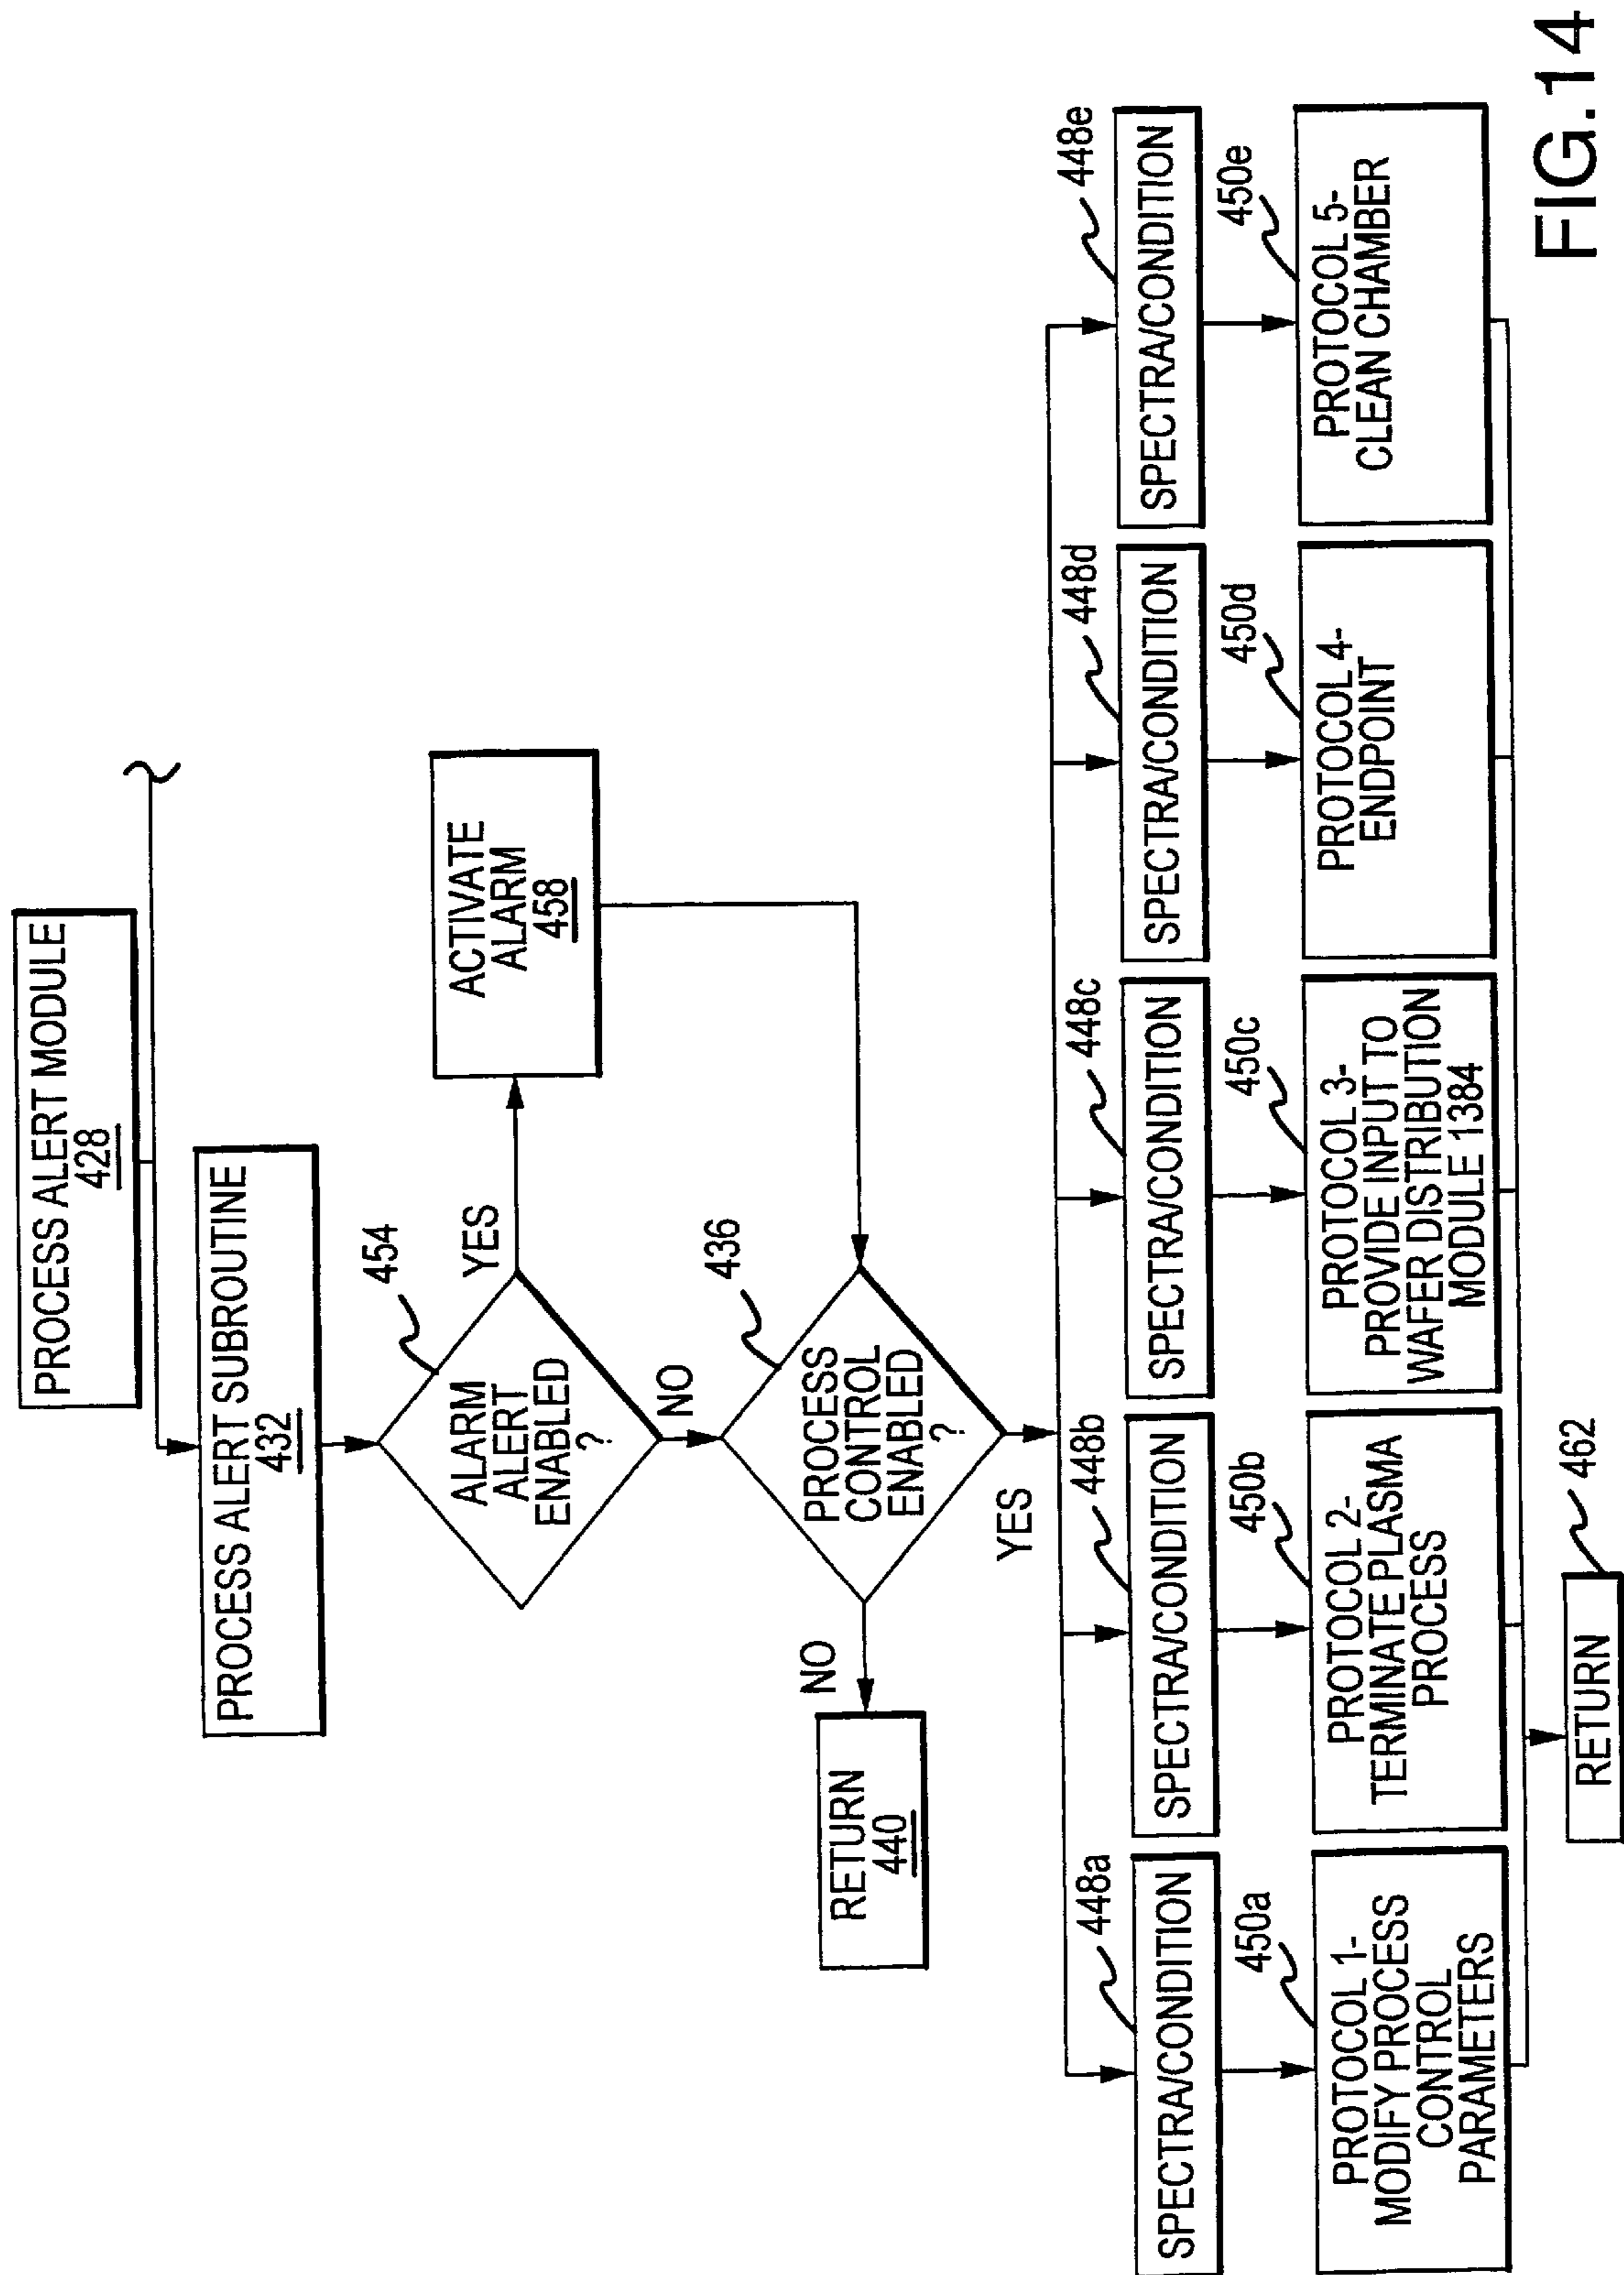 PROCESS ALERT MODULE
428
PROCESS ALERT SUBROUTINE
432
454
ALARM
ALERT
ENABLED
?
YES
NO
ACTIVATE
ALARM
458
436
PROCESS
CONTROL
ENABLED
?
NO
YES
RETURN
440
448a
SPECTRA/CONDITION
448b
SPECTRA/CONDITION
448c
SPECTRA/CONDITION
448d
SPECTRA/CONDITION
448e
SPECTRA/CONDITION
450a
PROTOCOL 1-
MODIFY PROCESS
CONTROL
PARAMETERS
450b
PROTOCOL 2-
TERMINATE PLASMA
PROCESS
450c
PROTOCOL 3-
PROVIDE INPUT TO
WAFER DISTRIBUTION
MODULE 1384
450d
PROTOCOL 4-
ENDPOINT
450e
PROTOCOL 5-
CLEAN CHAMBER
RETURN
462
FIG.14